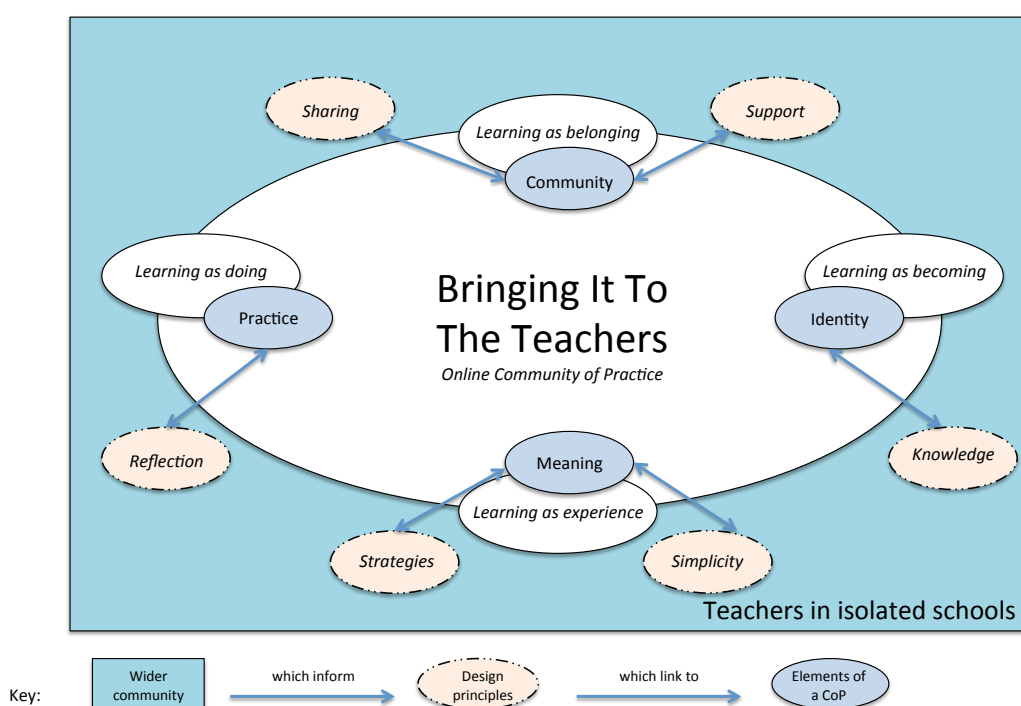 Sharing
Support
Learning as belonging
Community
Learning as doing
Practice
Learning as becoming
Identity
Bringing It To
The Teachers
Online Community of Practice
Reflection
Knowledge
Meaning
Learning as experience
Strategies
Simplicity
Teachers in isolated schools
Key:
Wider
community
which inform
Design
principles
which link to
Elements of
a CoP